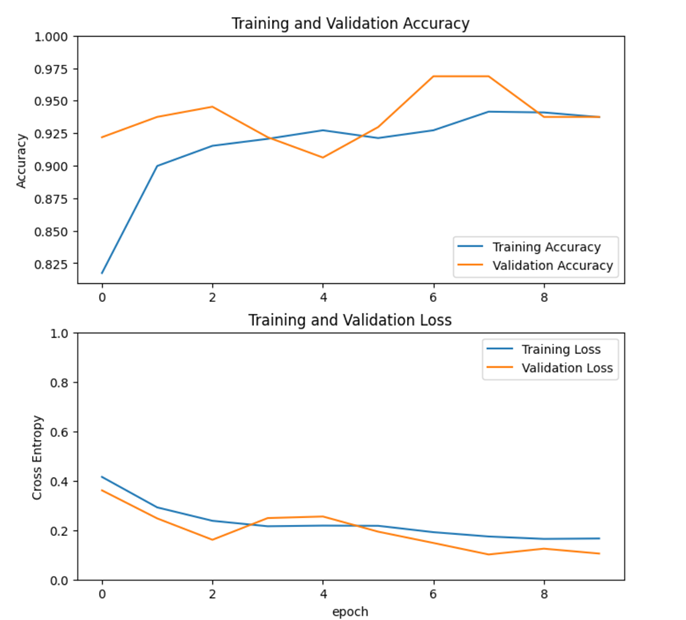 Training and Validation Accuracy
1.000
0.975
0.950
0.925
0.900
0.875
0.850
0.825
Accuracy
Training Accuracy
Validation Accuracy
0 2 4 6 8
Training and Validation Loss
1.0
0.8
0.6
0.4
0.2
0.0
Cross Entropy
Training Loss
Validation Loss
0 2 4 6 8
epoch